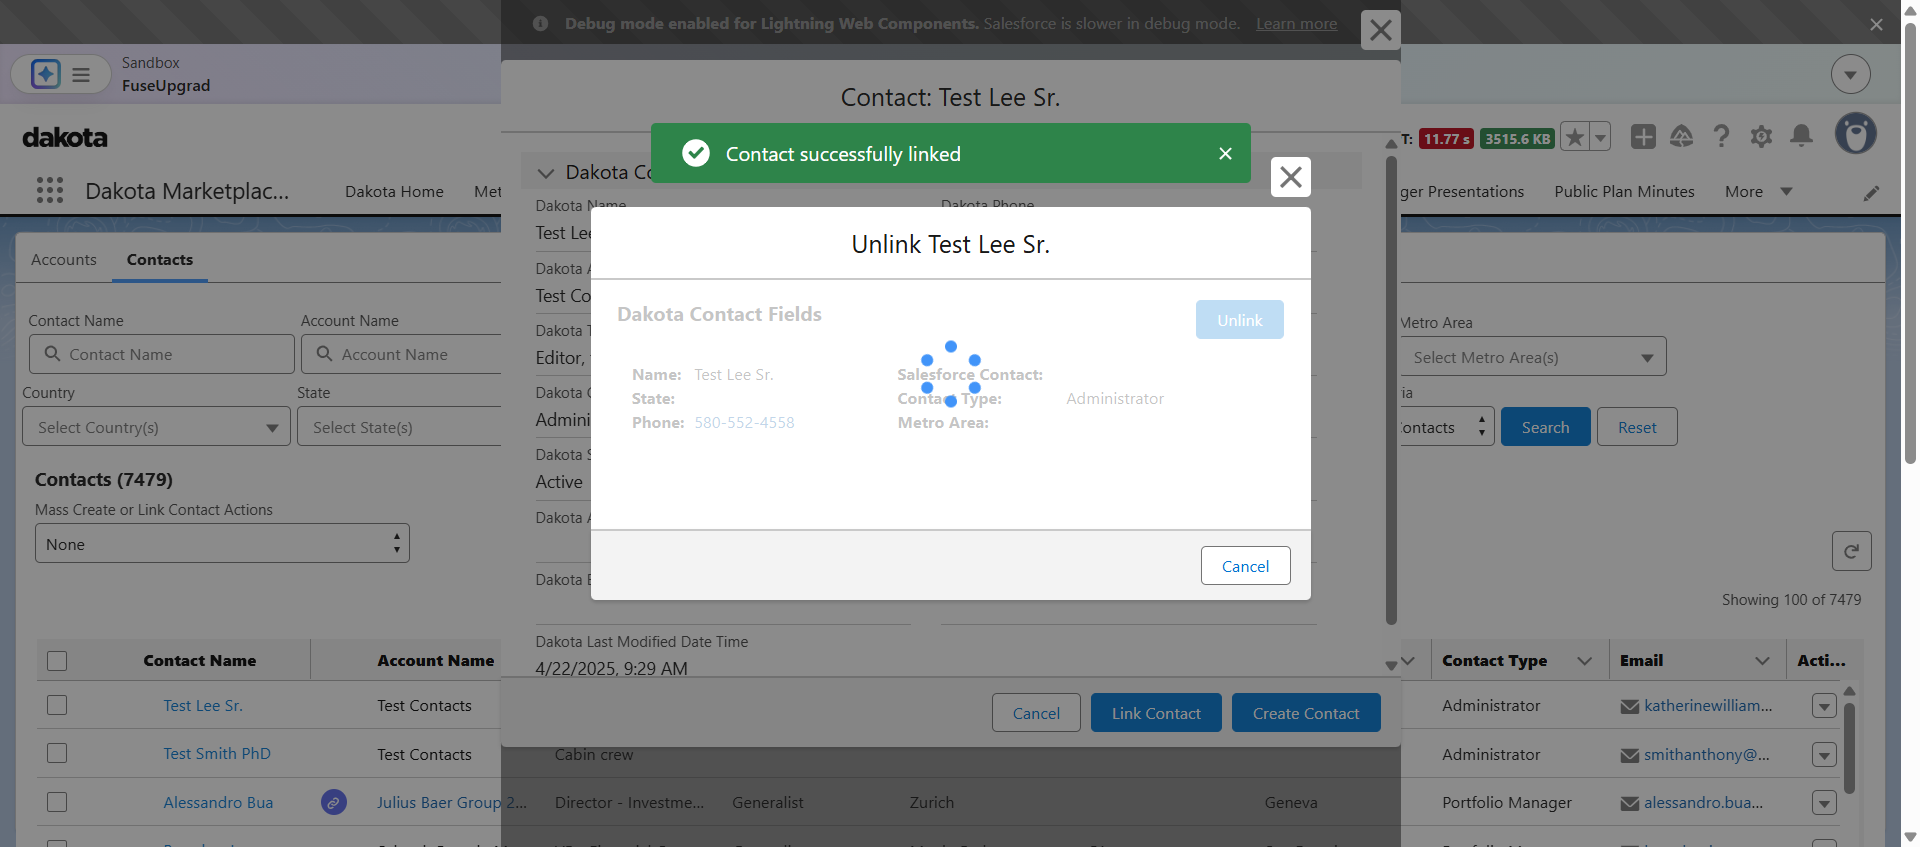 Debug mode enabled for Lightning Web Components. Salesforce is slower in debug mode. Learn more
Sandbox
FuseUpgrad
Contact: Test Lee Sr.
dakota
Contact successfully linked
T: 11.77 s 3515.6 KB
Dakota Marketplac...
Dakota Home
Met
ger Presentations
Public Plan Minutes
More
Dakota Co
Dakota Name
Dakota Phone
Test Lee
Dakota A
Test Co
Dakota T
Editor,
Dakota C
Admini
Dakota S
Active
Dakota A
Dakota E
Dakota Last Modified Date Time
4/22/2025, 9:29 AM
Cancel
Link Contact
Create Contact
Unlink Test Lee Sr.
Dakota Contact Fields
Unlink
Name: Test Lee Sr.
Salesforce Contact:
State:
Contact Type: Administrator
Phone: 580-552-4558
Metro Area:
Cancel
Accounts
Contacts
Contact Name
Account Name
Metro Area
Contact Name
Account Name
Select Metro Area(s)
Country
State
ia
Select Country(s)
Select State(s)
ontacts
Search
Reset
Contacts (7479)
Mass Create or Link Contact Actions
None
Showing 100 of 7479
Contact Name
Account Name
Contact Type
Email
Acti...
Test Lee Sr.
Test Contacts
Administrator
katherinewilliam...
Test Smith PhD
Test Contacts
Cabin crew
Administrator
smithanthony@...
Alessandro Bua
Julius Baer Group 2...
Director - Investme...
Generalist
Zurich
Geneva
Portfolio Manager
alessandro.bua...